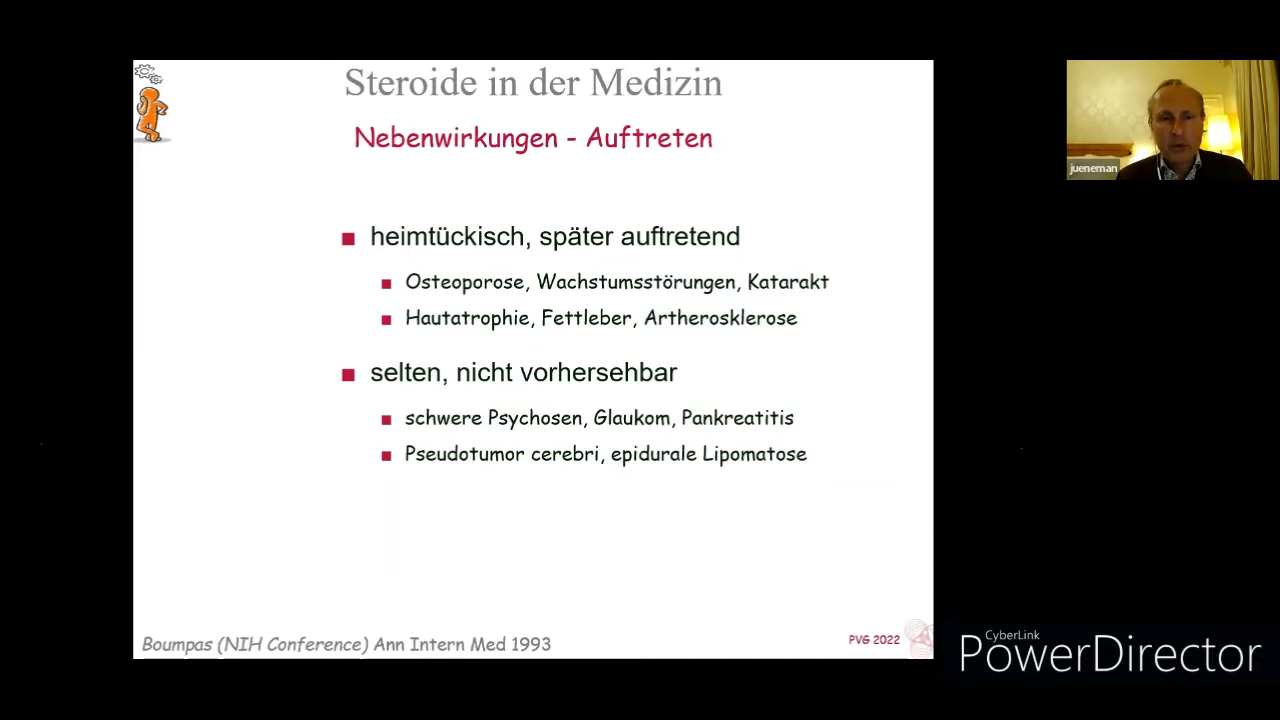 Steroide in der Medizin
Nebenwirkungen - Auftreten
heimtückisch, später auftretend
Osteoporose, Wachstumsstörungen, Katarakt
Hautatrophie, Fettleber, Artherosklerose
selten, nicht vorhersehbar
schwere Psychosen, Glaukom, Pankreatitis
Pseudotumor cerebri, epidurale Lipomatose
Boumpas (NIH Conference) Ann Intern Med 1993
PVG 2022
jueneman
CyberLink
PowerDirector